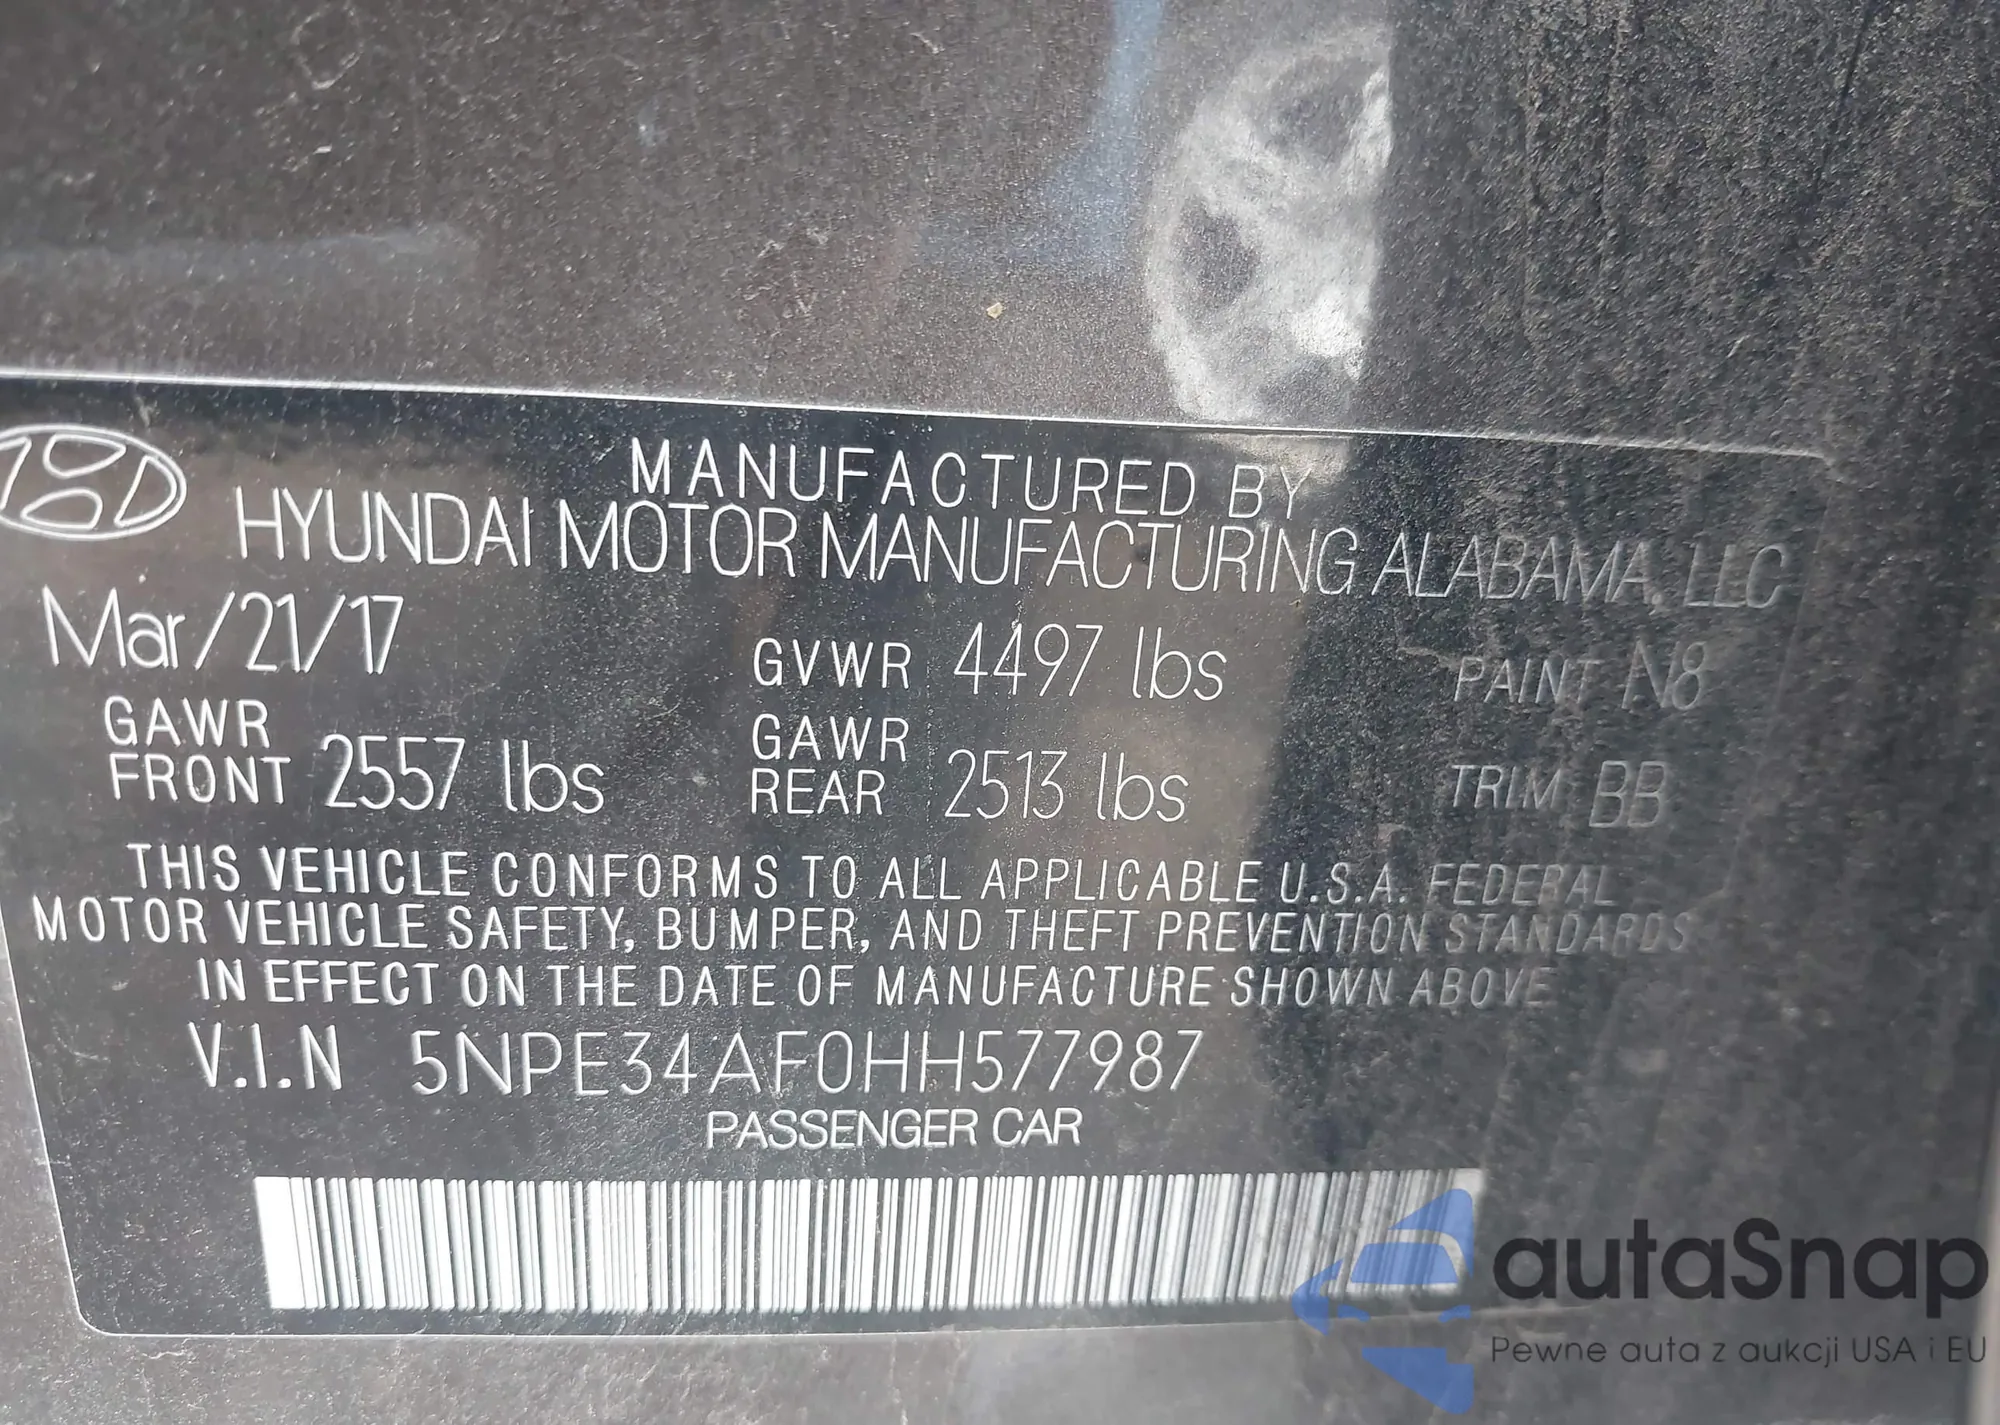 MANUFACTURED BY
HYUNDAI MOTOR MANUFACTURING ALABAMA, LLC
Mar/21/17 GVWR 4497 lbs PAINT N8
GAWR FRONT 2557 lbs GAWR REAR 2513 lbs TRIM BB
THIS VEHICLE CONFORMS TO ALL APPLICABLE U.S.A. FEDERAL
MOTOR VEHICLE SAFETY, BUMPER, AND THEFT PREVENTION STANDARDS
IN EFFECT ON THE DATE OF MANUFACTURE SHOWN ABOVE
V.I.N 5NPE34AF0HH577987
PASSENGER CAR
autaSnap
Pewne auta z aukcji USA i EU